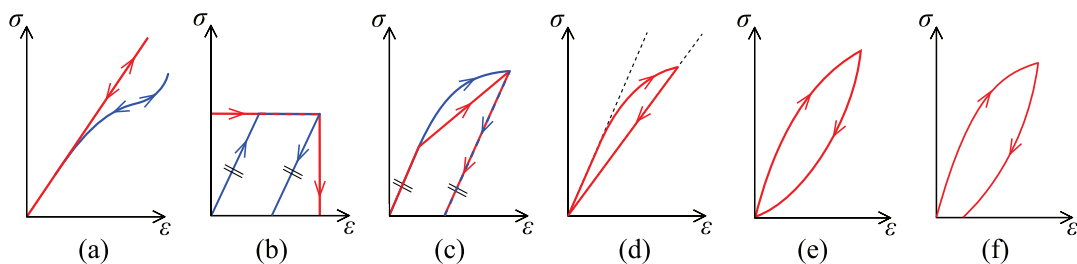 σ σ σ σ σ σ
ε ε ε ε ε ε
(a) (b) (c) (d) (e) (f)